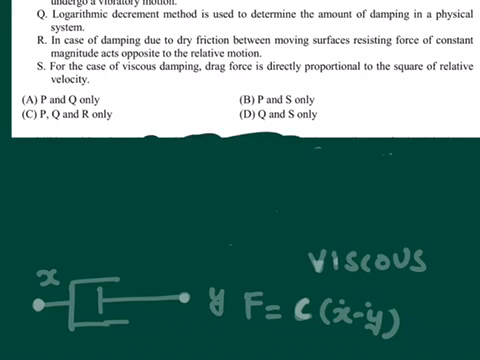 undergo a vibratory motion.
Q. Logarithmic decrement method is used to determine the amount of damping in a physical
system.
R. In case of damping due to dry friction between moving surfaces resisting force of constant
magnitude acts opposite to the relative motion.
S. For the case of viscous damping, drag force is directly proportional to the square of relative
velocity.
(A) P and Q only (B) P and S only
(C) P, Q and R only (D) Q and S only
VISCOUS
x
y F = C (ẋ-ẏ)